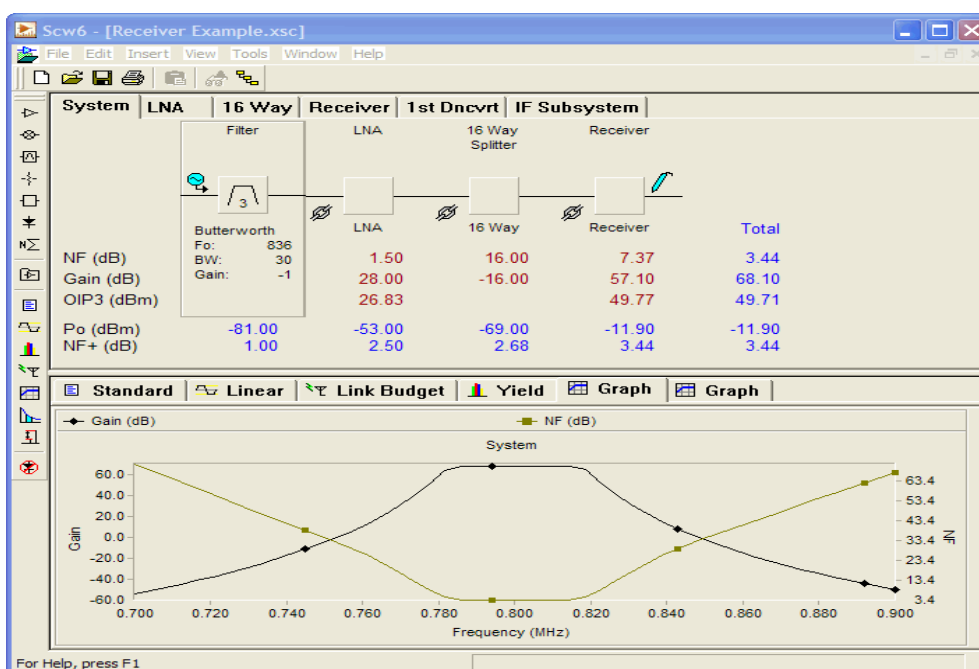 Scw6 - [Receiver Example.xsc]
File Edit Insert View Tools Window Help
System LNA 16 Way Receiver 1st Dncvrt IF Subsystem
Filter LNA 16 Way Splitter Receiver
3
Butterworth LNA 16 Way Receiver Total
Fo: 836
BW: 30
Gain: -1
NF (dB) 1.50 16.00 7.37 3.44
Gain (dB) 28.00 -16.00 57.10 68.10
OIP3 (dBm) 26.83 49.77 49.71
Po (dBm) -81.00 -53.00 -69.00 -11.90 -11.90
NF+ (dB) 1.00 2.50 2.68 3.44 3.44
N∑
Standard Linear Link Budget Yield Graph Graph
Gain (dB) NF (dB)
System
Gain
60.0
40.0
20.0
0.0
-20.0
-40.0
-60.0
63.4
53.4
43.4
33.4
23.4
13.4
3.4
NF
0.700 0.720 0.740 0.760 0.780 0.800 0.820 0.840 0.860 0.880 0.900
Frequency (MHz)
For Help, press F1